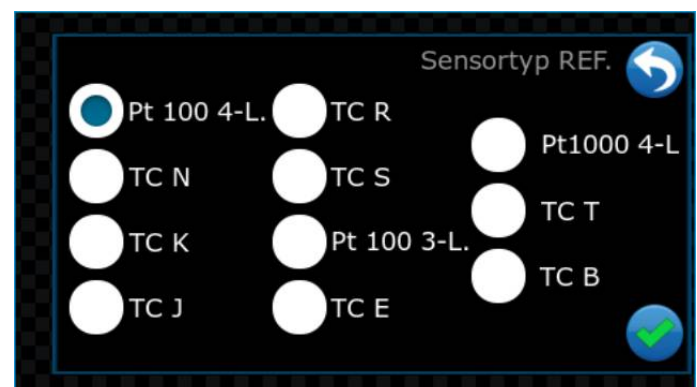 Sensortyp REF.
Pt 100 4-L.
TC N
TC K
TC J
TC R
TC S
Pt 100 3-L.
TC E
Pt1000 4-L
TC T
TC B